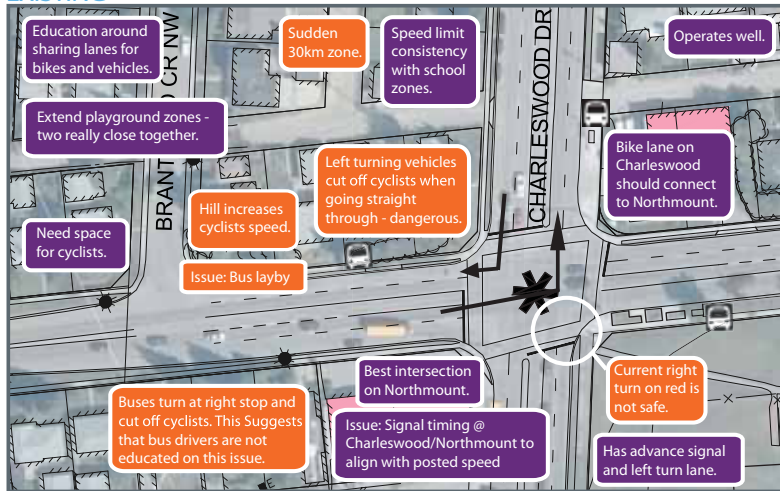 Education around
sharing lanes for
bikes and vehicles.
Sudden
30km zone.
Speed limit
consistency
with school
zones.
Operates well.
Extend playground zones -
two really close together.
Left turning vehicles
cut off cyclists when
going straight
through - dangerous.
CHARLESWOOD DR
Bike lane on
Charleswood
should connect
to Northmount.
Need space
for cyclists.
Hill increases
cyclists speed.
Issue: Bus layby
Best intersection
on Northmount.
Current right
turn on red is
not safe.
Buses turn at right stop and
cut off cyclists. This Suggests
that bus drivers are not
educated on this issue.
Issue: Signal timing @
Charleswood/Northmount to
align with posted speed
Has advance signal
and left turn lane.
E